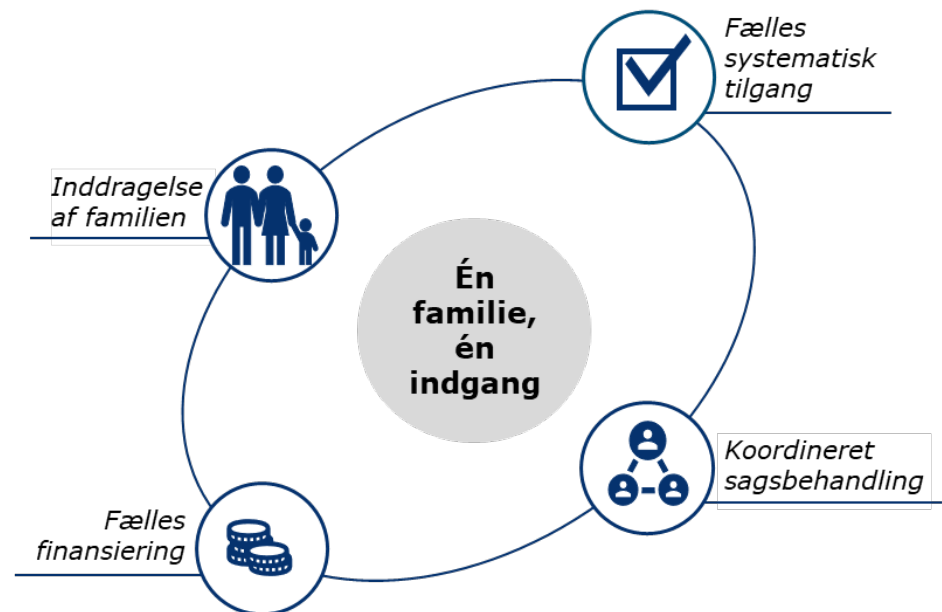 Fælles
systematisk
tilgang
Inddragelse
af familien
Én
familie,
én
indgang
Koordineret
sagsbehandling
Fælles
finansiering